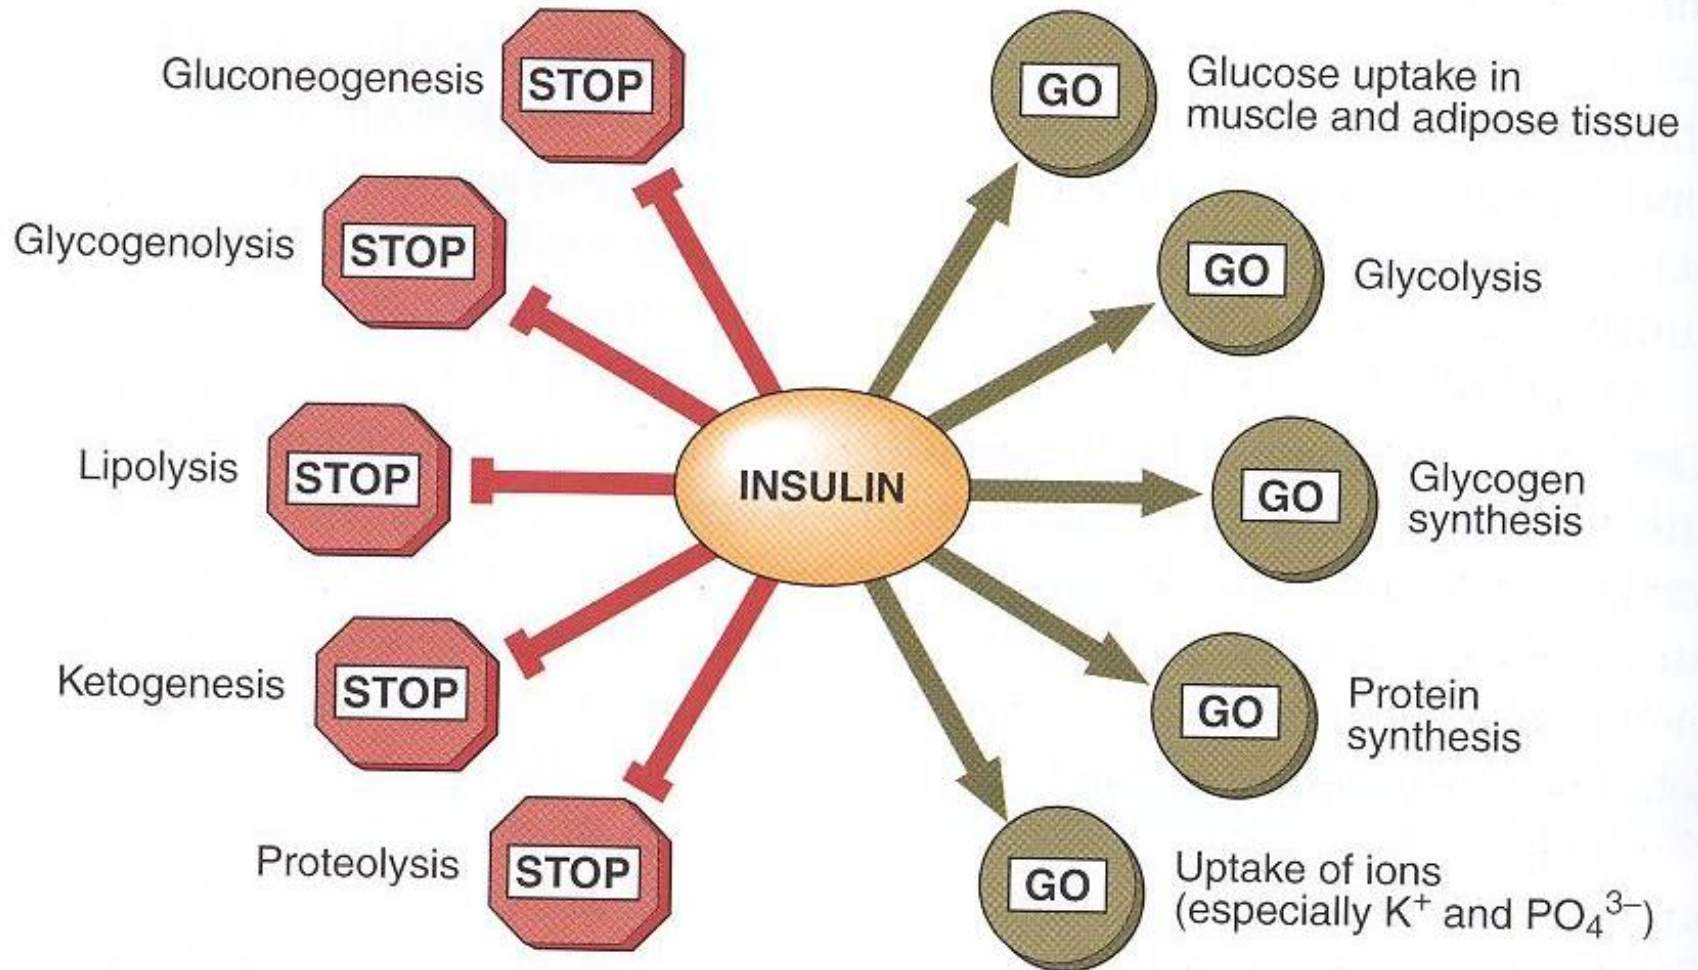 Gluconeogenesis
STOP
Glycogenolysis
STOP
Lipolysis
STOP
Ketogenesis
STOP
Proteolysis
STOP
INSULIN
GO
Glucose uptake in
muscle and adipose tissue
GO
Glycolysis
GO
Glycogen
synthesis
GO
Protein
synthesis
GO
Uptake of ions
(especially K⁺ and PO₄³⁻)